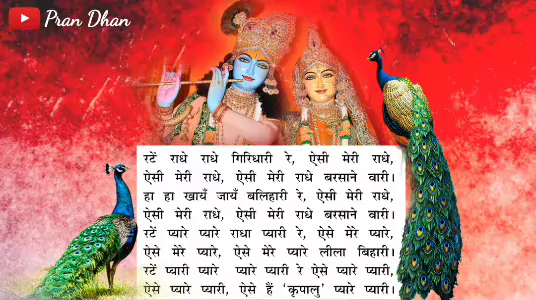 Pran Dhan
रटें राधे राधे गिरिधारी रे, ऐसी मेरी राधे,
ऐसी मेरी राधे, ऐसी मेरी राधे बरसाने वारी।
हा हा खायँ जायँ बलिहारी रे, ऐसी मेरी राधे,
ऐसी मेरी राधे, ऐसी मेरी राधे बरसाने वारी।
रटें प्यारे प्यारे राधा प्यारी रे, ऐसे मेरे प्यारे,
ऐसे मेरे प्यारे, ऐसे मेरे प्यारे लीला बिहारी।
रटें प्यारी प्यारे प्यारे प्यारी रे ऐसे प्यारे प्यारी,
ऐसे प्यारे प्यारी, ऐसे हैं ‘कृपालु’ प्यारे प्यारी।